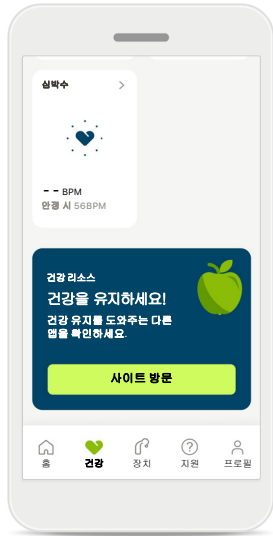 심박수
-- BPM
안정 시 56BPM
건강 리소스
건강을 유지하세요!
건강 유지를 도와주는 다른
앱을 확인하세요.
사이트 방문
홈 건강 장치 지원 프로필